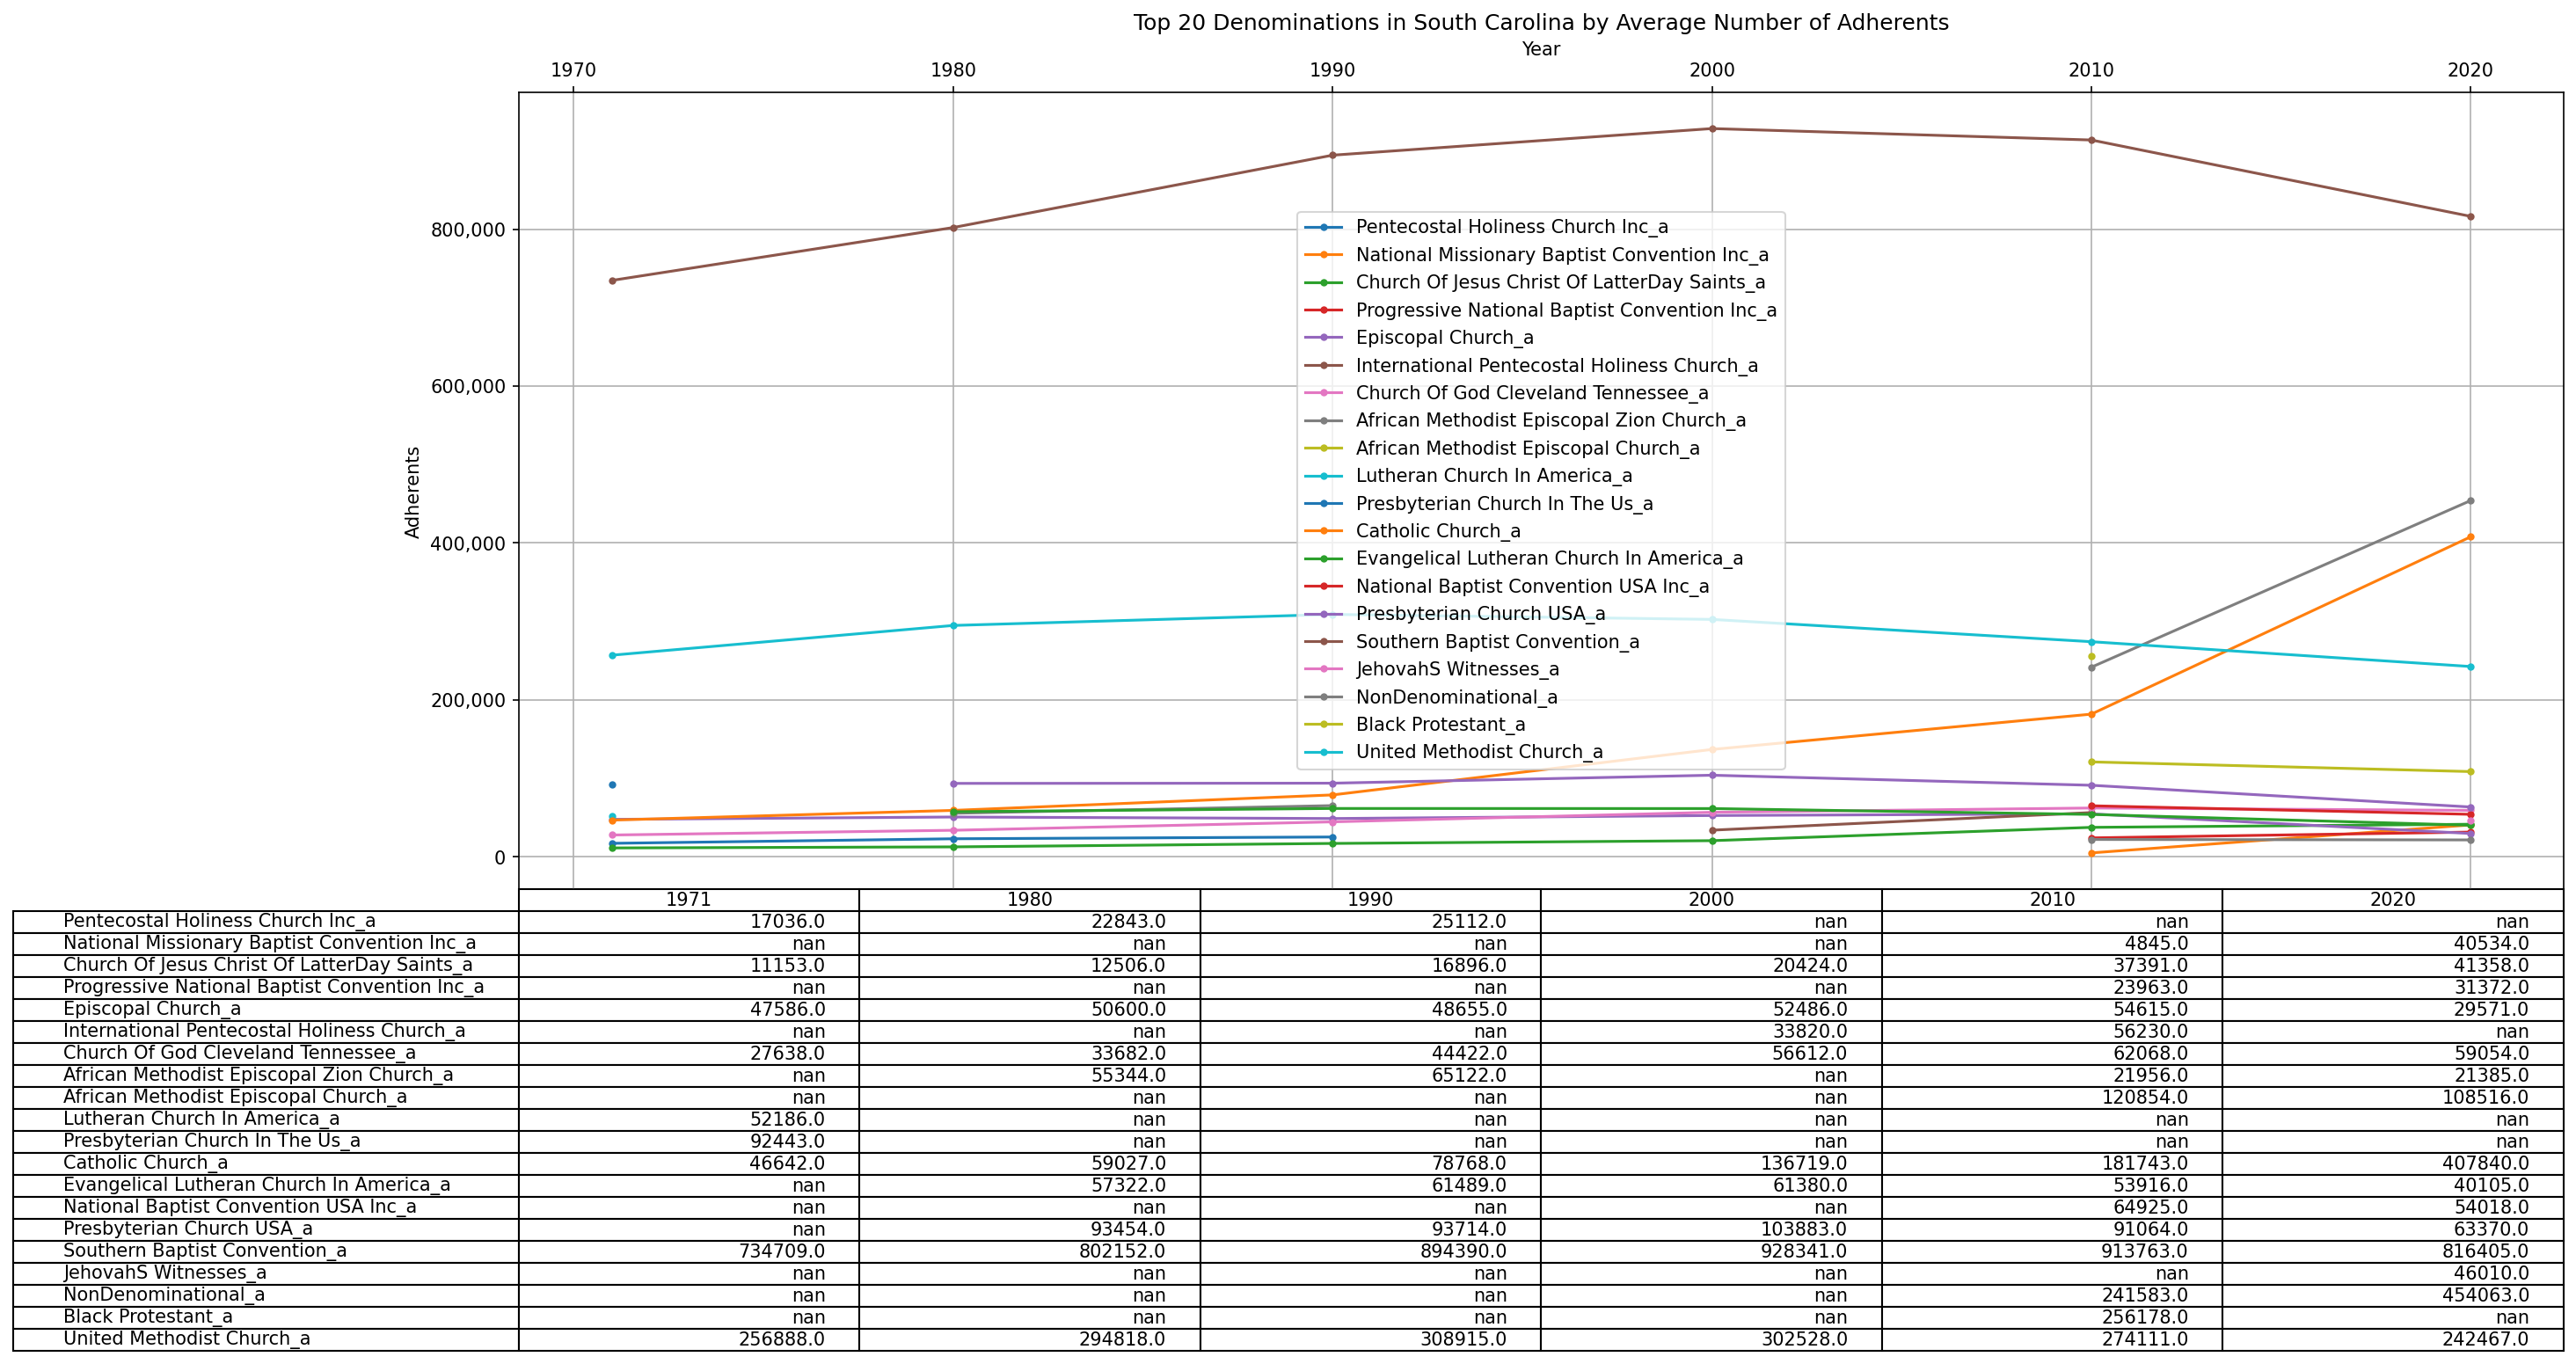 Top 20 Denominations in South Carolina by Average Number of Adherents
Year
1970 1980 1990 2000 2010 2020
800,000
600,000
400,000
200,000
0
Adherents
Pentecostal Holiness Church Inc_a
National Missionary Baptist Convention Inc_a
Church Of Jesus Christ Of LatterDay Saints_a
Progressive National Baptist Convention Inc_a
Episcopal Church_a
International Pentecostal Holiness Church_a
Church Of God Cleveland Tennessee_a
African Methodist Episcopal Zion Church_a
African Methodist Episcopal Church_a
Lutheran Church In America_a
Presbyterian Church In The Us_a
Catholic Church_a
Evangelical Lutheran Church In America_a
National Baptist Convention USA Inc_a
Presbyterian Church USA_a
Southern Baptist Convention_a
JehovahS Witnesses_a
NonDenominational_a
Black Protestant_a
United Methodist Church_a
1971 1980 1990 2000 2010 2020
Pentecostal Holiness Church Inc_a 17036.0 22843.0 25112.0 nan nan nan
National Missionary Baptist Convention Inc_a nan nan nan nan 4845.0 40534.0
Church Of Jesus Christ Of LatterDay Saints_a 11153.0 12506.0 16896.0 20424.0 37391.0 41358.0
Progressive National Baptist Convention Inc_a nan nan nan nan 23963.0 31372.0
Episcopal Church_a 47586.0 50600.0 48655.0 52486.0 54615.0 29571.0
International Pentecostal Holiness Church_a nan nan nan 33820.0 56230.0 nan
Church Of God Cleveland Tennessee_a 27638.0 33682.0 44422.0 56612.0 62068.0 59054.0
African Methodist Episcopal Zion Church_a nan 55344.0 65122.0 nan 21956.0 21385.0
African Methodist Episcopal Church_a nan nan nan nan 120854.0 108516.0
Lutheran Church In America_a 52186.0 nan nan nan nan nan
Presbyterian Church In The Us_a 92443.0 nan nan nan nan nan
Catholic Church_a 46642.0 59027.0 78768.0 136719.0 181743.0 407840.0
Evangelical Lutheran Church In America_a nan 57322.0 61489.0 61380.0 53916.0 40105.0
National Baptist Convention USA Inc_a nan nan nan nan 64925.0 54018.0
Presbyterian Church USA_a nan 93454.0 93714.0 103883.0 91064.0 63370.0
Southern Baptist Convention_a 734709.0 802152.0 894390.0 928341.0 913763.0 816405.0
JehovahS Witnesses_a nan nan nan nan nan 46010.0
NonDenominational_a nan nan nan nan 241583.0 454063.0
Black Protestant_a nan nan nan nan 256178.0 nan
United Methodist Church_a 256888.0 294818.0 308915.0 302528.0 274111.0 242467.0